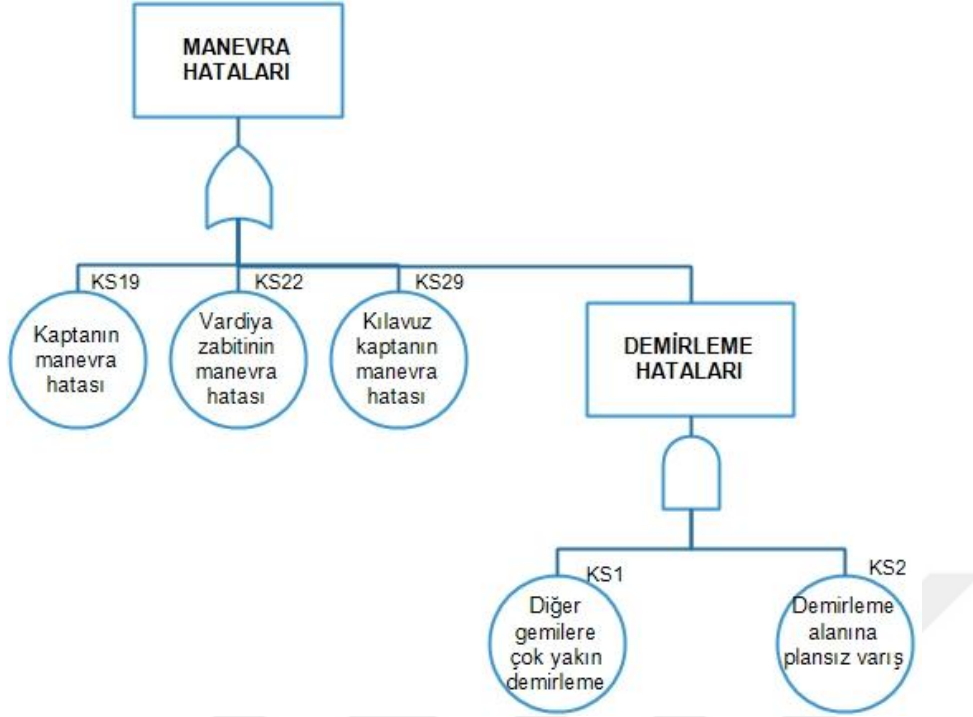 MANEVRA
HATALARI
KS19
KS22
KS29
Kaptanın
manevra
hatası
Vardiya
zabitinin
manevra
hatası
Kılavuz
kaptanın
manevra
hatası
DEMİRLEME
HATALARI
KS1
KS2
Diğer
gemilere
çok yakın
demirleme
Demirleme
alanına
plansız varış